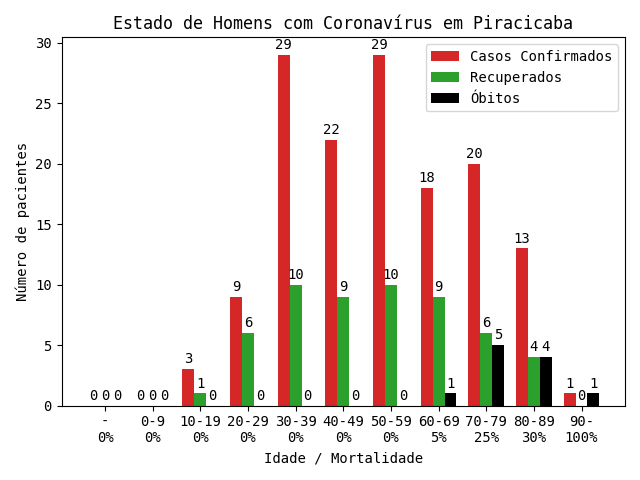 Estado de Homens com Coronavírus em Piracicaba
Casos Confirmados
Recuperados
Óbitos
Número de pacientes
30
25
20
15
10
5
0
0 0 0
0 0 0
3 1 0
9 6 0
29 10 0
22 9 0
29 10 0
18 9 1
20 6 5
13 4 4
1 0 1
- 0-9 10-19 20-29 30-39 40-49 50-59 60-69 70-79 80-89 90-
0% 0% 0% 0% 0% 0% 0% 5% 25% 30% 100%
Idade / Mortalidade